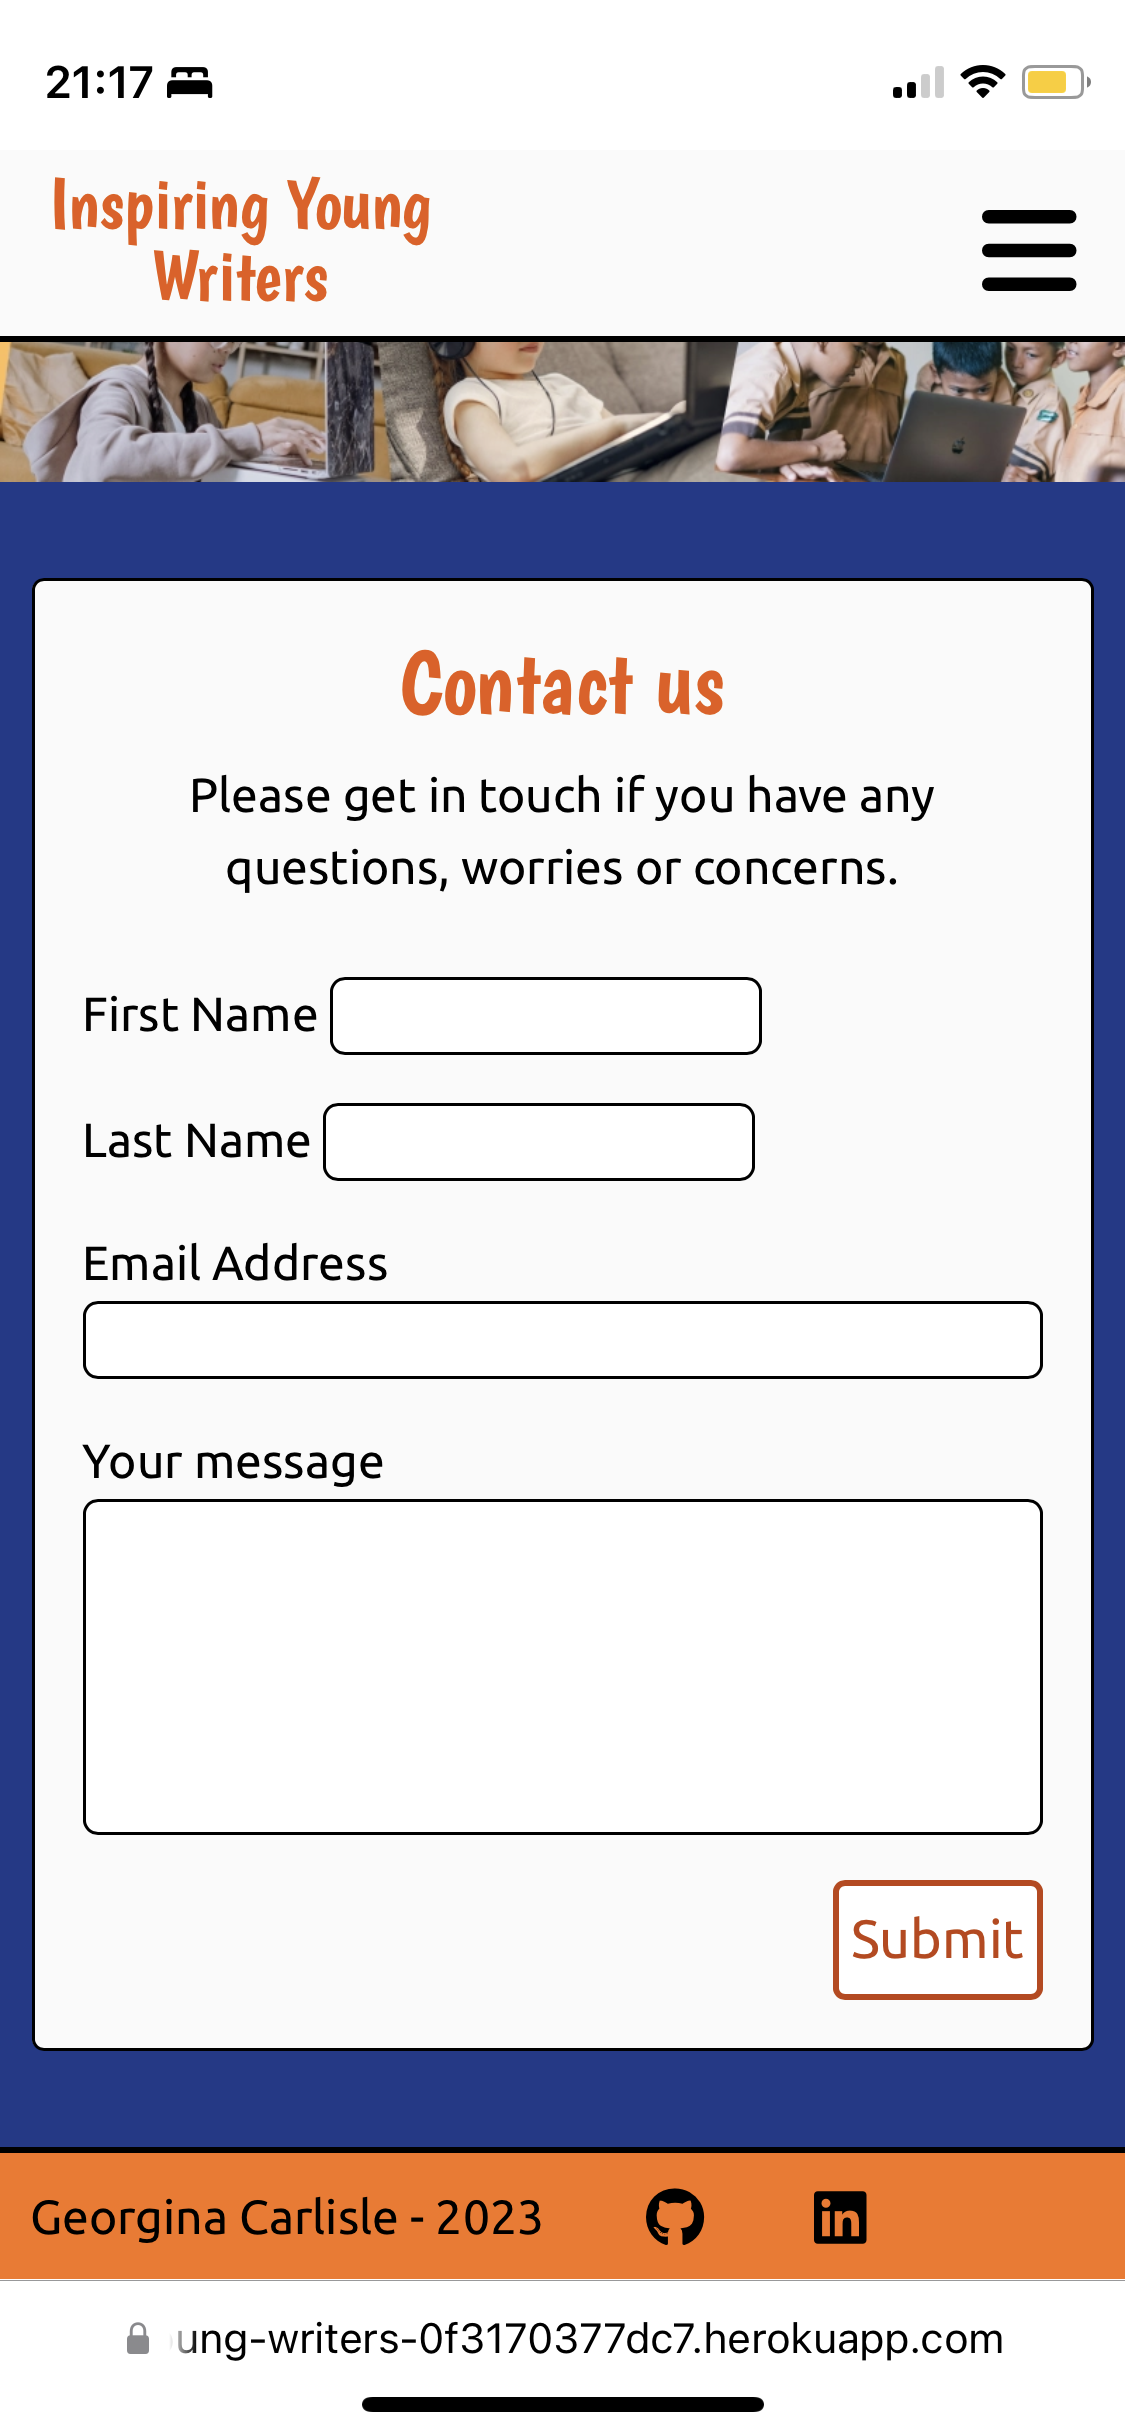 21:17
Inspiring Young
Writers
Contact us
Please get in touch if you have any
questions, worries or concerns.
First Name
Last Name
Email Address
Your message
Submit
Georgina Carlisle - 2023
ung-writers-0f3170377dc7.herokuapp.com